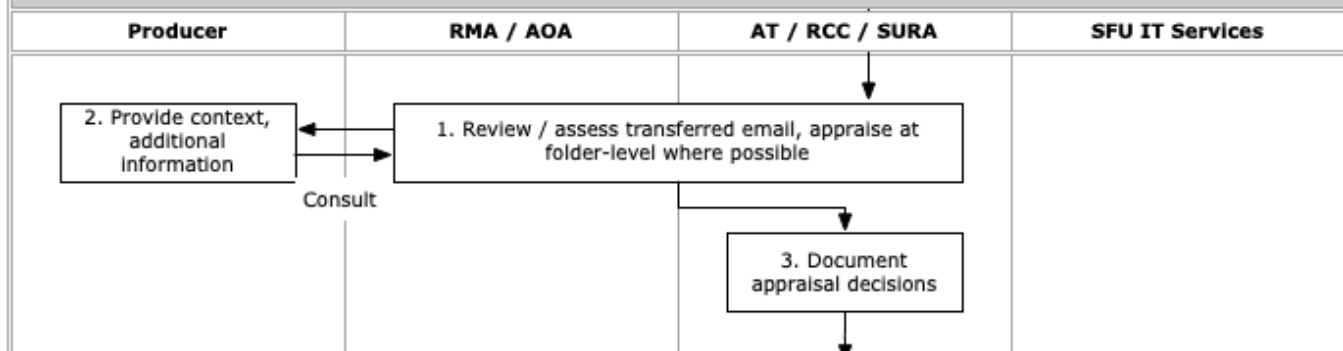 Producer
RMA / AOA
AT / RCC / SURA
SFU IT Services
2. Provide context,
additional
information
1. Review / assess transferred email, appraise at
folder-level where possible
Consult
3. Document
appraisal decisions